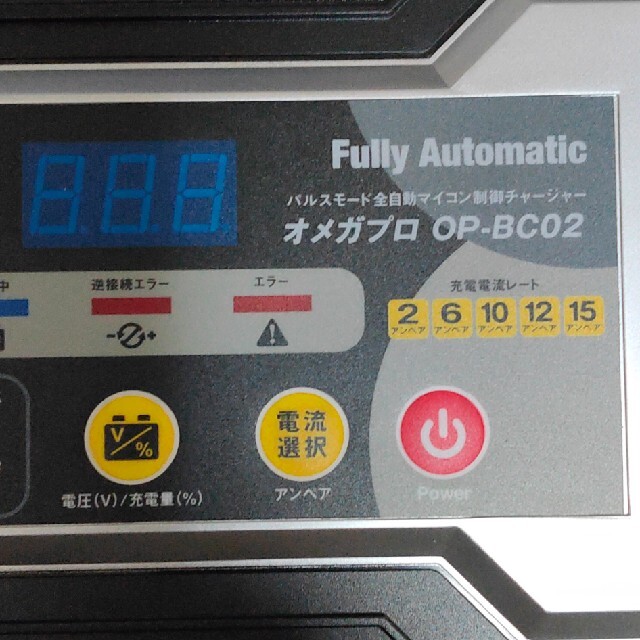 8.8.8
Fully Automatic
パルスモード全自動マイコン制御チャージャー
オメガプロ OP-BC02
中
逆接続エラー
エラー
充電電流レート
2 6 10 12 15
アンペア アンペア アンペア アンペア アンペア
V/%
電流
選択
電圧(V)/充電量(%)
アンペア
Power